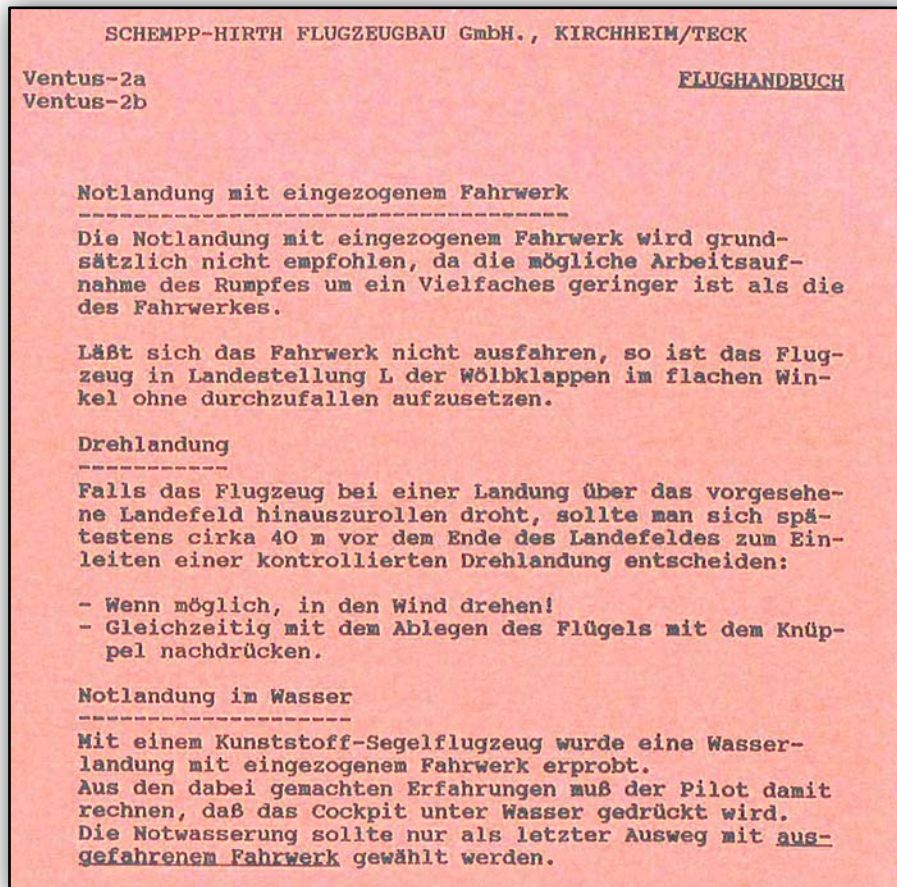 SCHEMPP-HIRTH FLUGZEUGBAU GmbH., KIRCHHEIM/TECK
Ventus-2a FLUGHANDBUCH
Ventus-2b
Notlandung mit eingezogenem Fahrwerk
------------------------------------
Die Notlandung mit eingezogenem Fahrwerk wird grund-
sätzlich nicht empfohlen, da die mögliche Arbeitsauf-
nahme des Rumpfes um ein Vielfaches geringer ist als die
des Fahrwerkes.
Läßt sich das Fahrwerk nicht ausfahren, so ist das Flug-
zeug in Landestellung L der Wölbklappen im flachen Win-
kel ohne durchzufallen aufzusetzen.
Drehlandung
-----------
Falls das Flugzeug bei einer Landung über das vorgesehe-
ne Landefeld hinauszurollen droht, sollte man sich spä-
testens cirka 40 m vor dem Ende des Landefeldes zum Ein-
leiten einer kontrollierten Drehlandung entscheiden:
- Wenn möglich, in den Wind drehen!
- Gleichzeitig mit dem Ablegen des Flügels mit dem Knüp-
pel nachdrücken.
Notlandung im Wasser
--------------------
Mit einem Kunststoff-Segelflugzeug wurde eine Wasser-
landung mit eingezogenem Fahrwerk erprobt.
Aus den dabei gemachten Erfahrungen muß der Pilot damit
rechnen, daß das Cockpit unter Wasser gedrückt wird.
Die Notwasserung sollte nur als letzter Ausweg mit aus-
gefahrenem Fahrwerk gewählt werden.